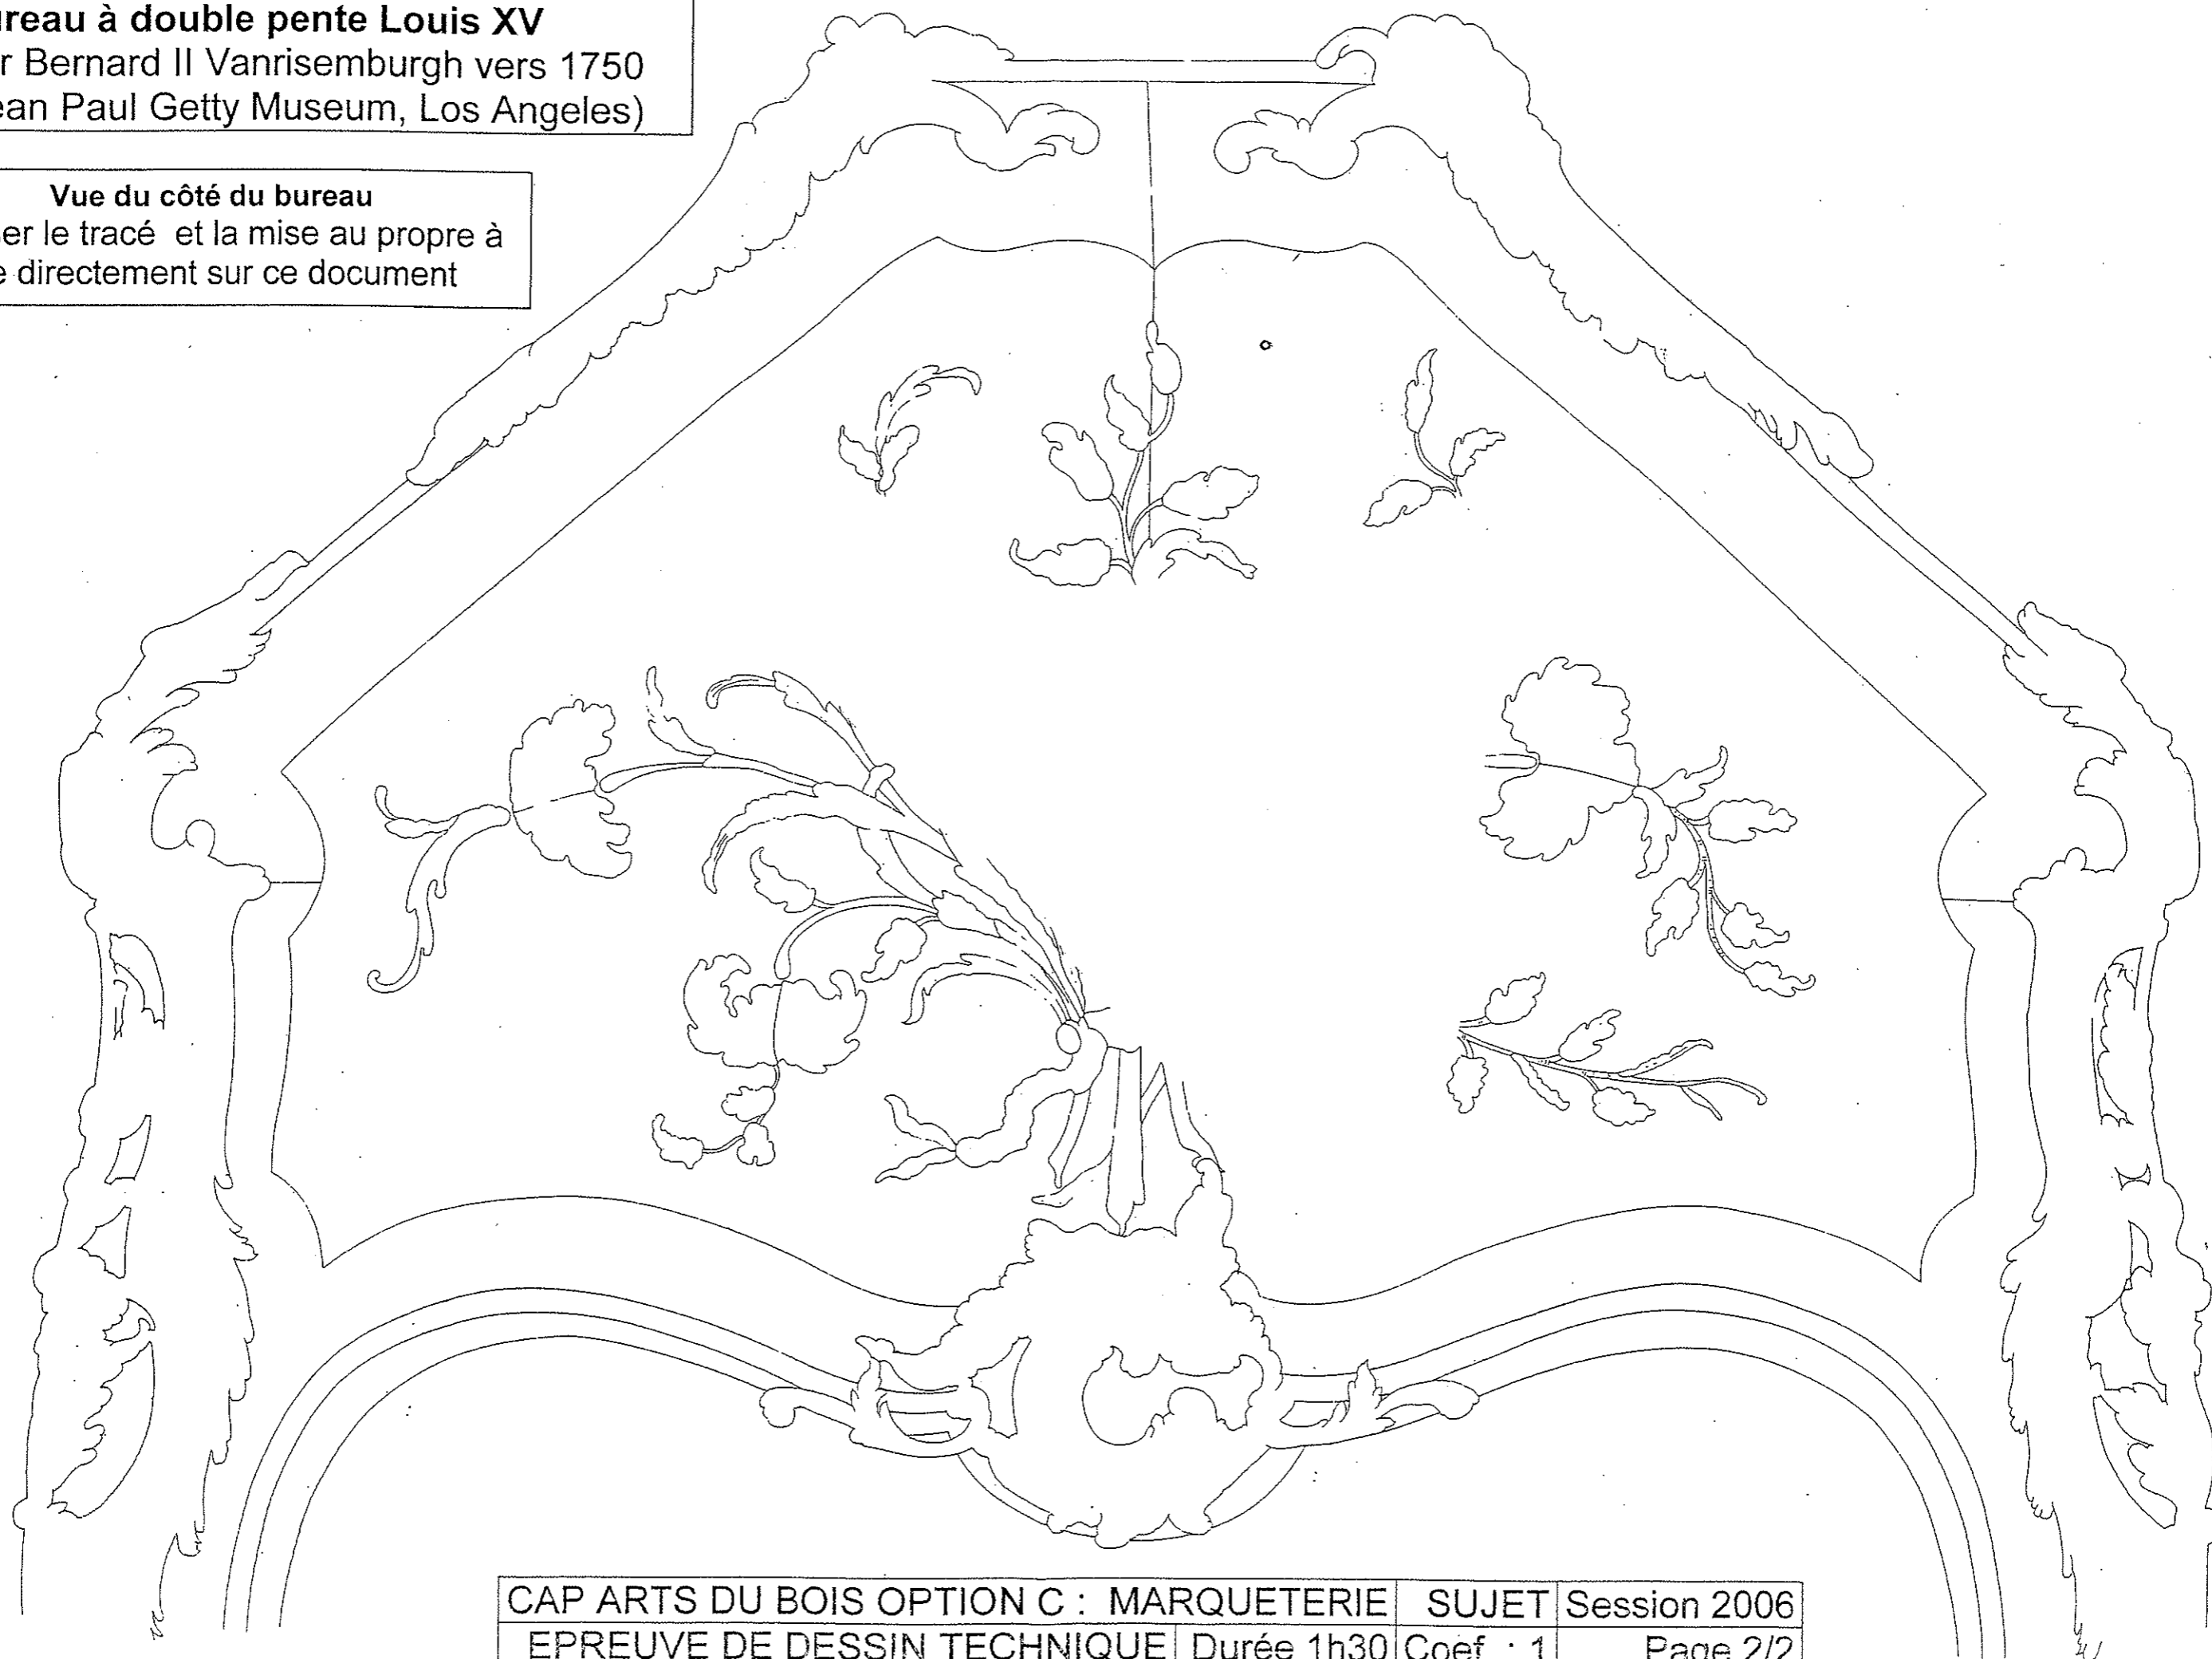 reau à double pente Louis XV
r Bernard II Vanrisemburgh vers 1750
ean Paul Getty Museum, Los Angeles)
Vue du côté du bureau
er le tracé et la mise au propre à
e directement sur ce document
CAP ARTS DU BOIS OPTION C : MARQUETERIE SUJET Session 2006
EPREUVE DE DESSIN TECHNIQUE Durée 1h30 Coef : 1 Page 2/2